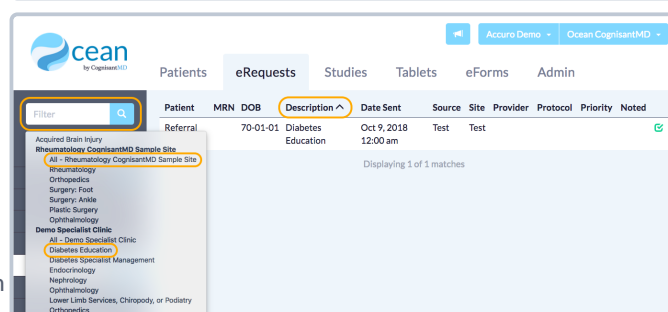 Accuro Demo Ocean CognisantMD
cean
by CognisantMD
Patients eRequests Studies Tablets eForms Admin
Filter
Patient MRN DOB Description Date Sent Source Site Provider Protocol Priority Noted
Referral 70-01-01 Diabetes Education Oct 9, 2018 12:00 am Test Test
Displaying 1 of 1 matches
Acquired Brain Injury
Rheumatology CognisantMD Sample Site
All - Rheumatology CognisantMD Sample Site
Rheumatology
Orthopedics
Surgery: Foot
Surgery: Ankle
Plastic Surgery
Ophthalmology
Demo Specialist Clinic
All - Demo Specialist Clinic
Diabetes Education
Diabetes Specialist Management
Endocrinology
Nephrology
Ophthalmology
Lower Limb Services, Chiropody, or Podiatry
Orthopedics
n